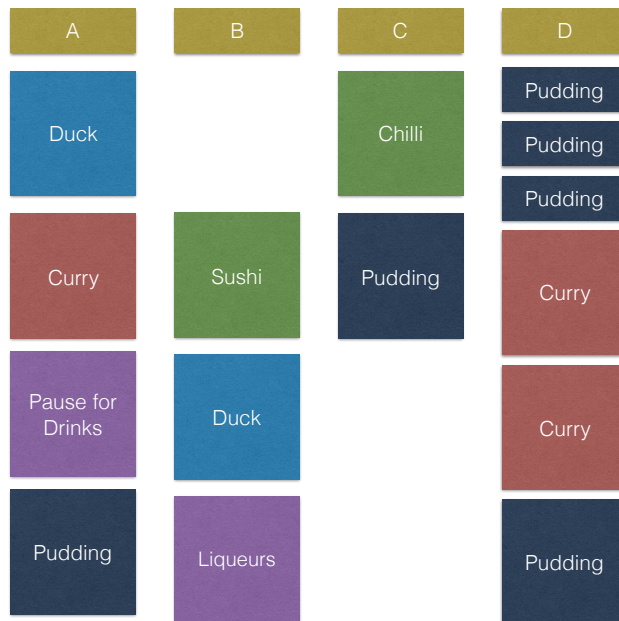 A
B
C
D
Duck
Chilli
Pudding
Pudding
Pudding
Curry
Sushi
Pudding
Curry
Pause for
Drinks
Duck
Curry
Pudding
Liqueurs
Pudding